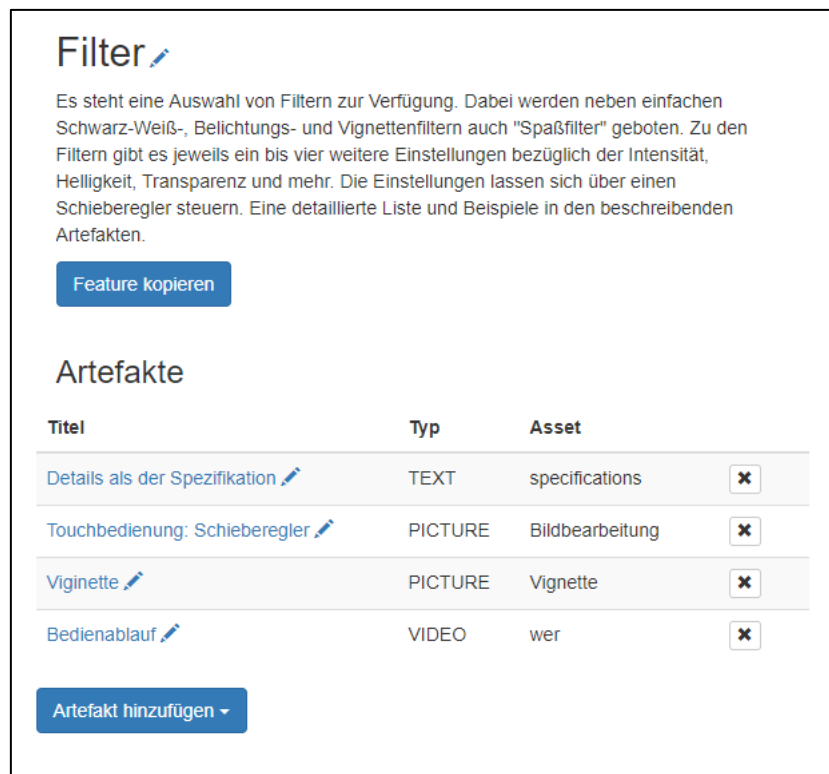 Filter
Es steht eine Auswahl von Filtern zur Verfügung. Dabei werden neben einfachen
Schwarz-Weiß-, Belichtungs- und Vignettenfiltern auch "Spaßfilter" geboten. Zu den
Filtern gibt es jeweils ein bis vier weitere Einstellungen bezüglich der Intensität,
Helligkeit, Transparenz und mehr. Die Einstellungen lassen sich über einen
Schieberegler steuern. Eine detaillierte Liste und Beispiele in den beschreibenden
Artefakten.
Feature kopieren
Artefakte
Titel Typ Asset
Details als der Spezifikation TEXT specifications
Touchbedienung: Schieberegler PICTURE Bildbearbeitung
Viginette PICTURE Vignette
Bedienablauf VIDEO wer
Artefakt hinzufügen